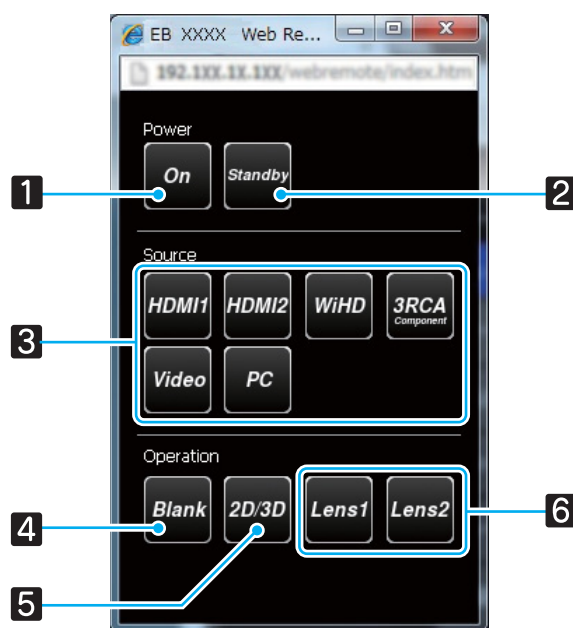 EB XXXX Web Re...
192.1XX.1X.1XX/webremote/index.htm
Power
1 On Standby 2
Source
HDMI1 HDMI2 WiHD 3RCA
Component
3
Video PC
Operation
Blank 2D/3D Lens1 Lens2 6
4
5